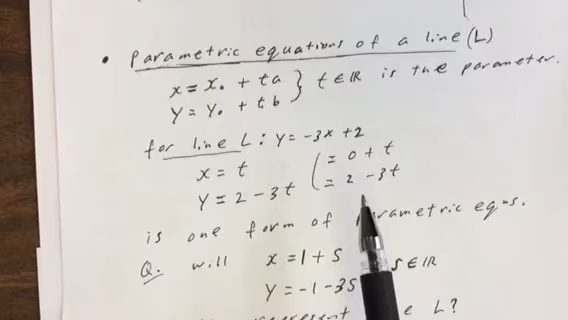 • Parametric equations of a line (L)
x = x₀ + ta } t ∈ ℝ is the parameter.
y = y₀ + tb
for line L : y = -3x + 2
x = t ( = 0 + t
y = 2 - 3t = 2 - 3t
is one form of parametric eqns.
Q. will x = 1 + s s ∈ ℝ
y = -1 - 3s
L?